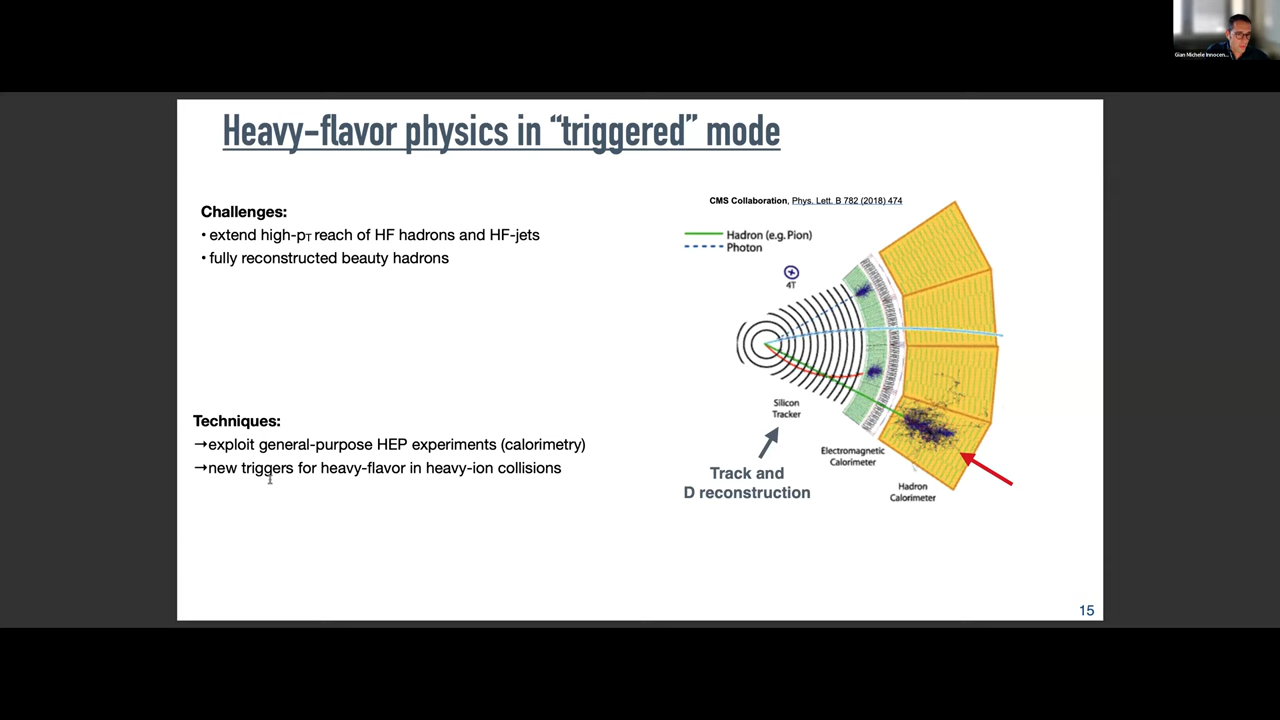 Gian Michele Innocen...
Heavy-flavor physics in “triggered” mode
Challenges:
• extend high-pT reach of HF hadrons and HF-jets
• fully reconstructed beauty hadrons
Techniques:
→exploit general-purpose HEP experiments (calorimetry)
→new triggers for heavy-flavor in heavy-ion collisions
CMS Collaboration, Phys. Lett. B 782 (2018) 474
Hadron (e.g. Pion)
Photon
4T
Silicon
Tracker
Electromagnetic
Calorimeter
Hadron
Calorimeter
Track and
D reconstruction
15